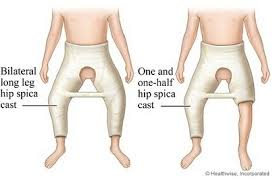 Bilateral
long leg
hip spica
cast
One and
one-half
hip spica
cast
© Healthwise, Incorporated